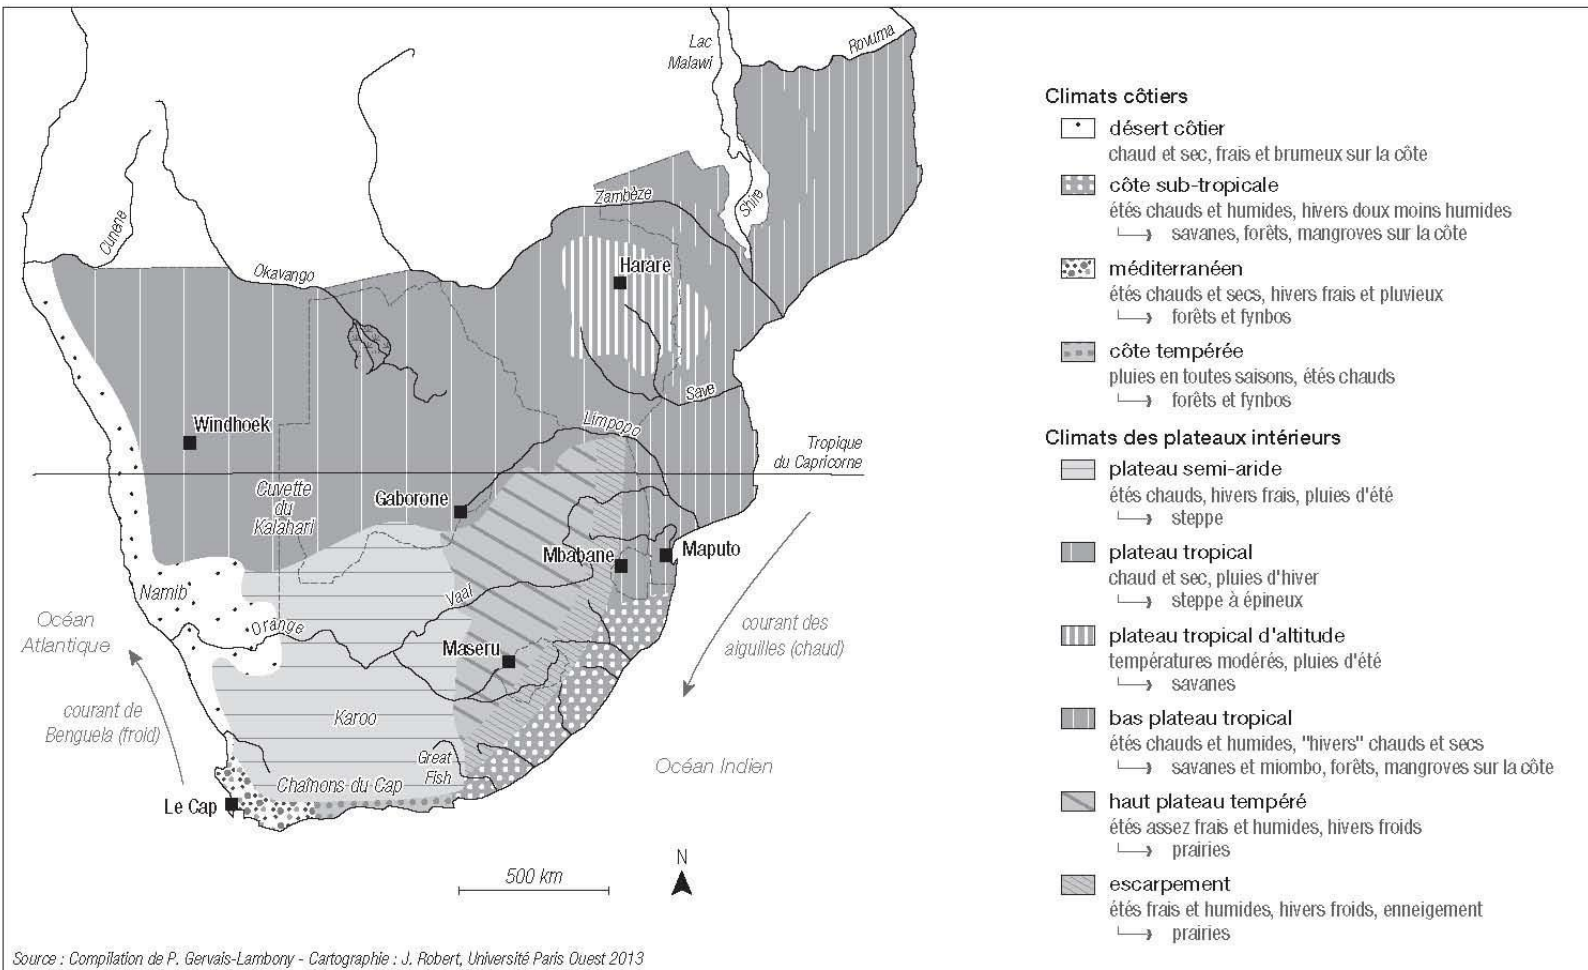 Lac
Malawi
Rovuma
Cunene
Zambèze
Shire
Okavango
Harare
Save
Windhoek
Limpopo
Tropique
du Capricorne
Cuvette
du
Kalahari
Gaborone
Mbabane
Maputo
Namib
Vaal
Océan
Atlantique
Orange
courant des
aiguilles (chaud)
Maseru
courant de
Benguela (froid)
Karoo
Great
Fish
Océan Indien
Chaînons du Cap
Le Cap
500 km
N
Climats côtiers
désert côtier
chaud et sec, frais et brumeux sur la côte
côte sub-tropicale
étés chauds et humides, hivers doux moins humides
savanes, forêts, mangroves sur la côte
méditerranéen
étés chauds et secs, hivers frais et pluvieux
forêts et fynbos
côte tempérée
pluies en toutes saisons, étés chauds
forêts et fynbos
Climats des plateaux intérieurs
plateau semi-aride
étés chauds, hivers frais, pluies d'été
steppe
plateau tropical
chaud et sec, pluies d'hiver
steppe à épineux
plateau tropical d'altitude
températures modérés, pluies d'été
savanes
bas plateau tropical
étés chauds et humides, "hivers" chauds et secs
savanes et miombo, forêts, mangroves sur la côte
haut plateau tempéré
étés assez frais et humides, hivers froids
prairies
escarpement
étés frais et humides, hivers froids, enneigement
prairies
Source : Compilation de P. Gervais-Lambony - Cartographie : J. Robert, Université Paris Ouest 2013